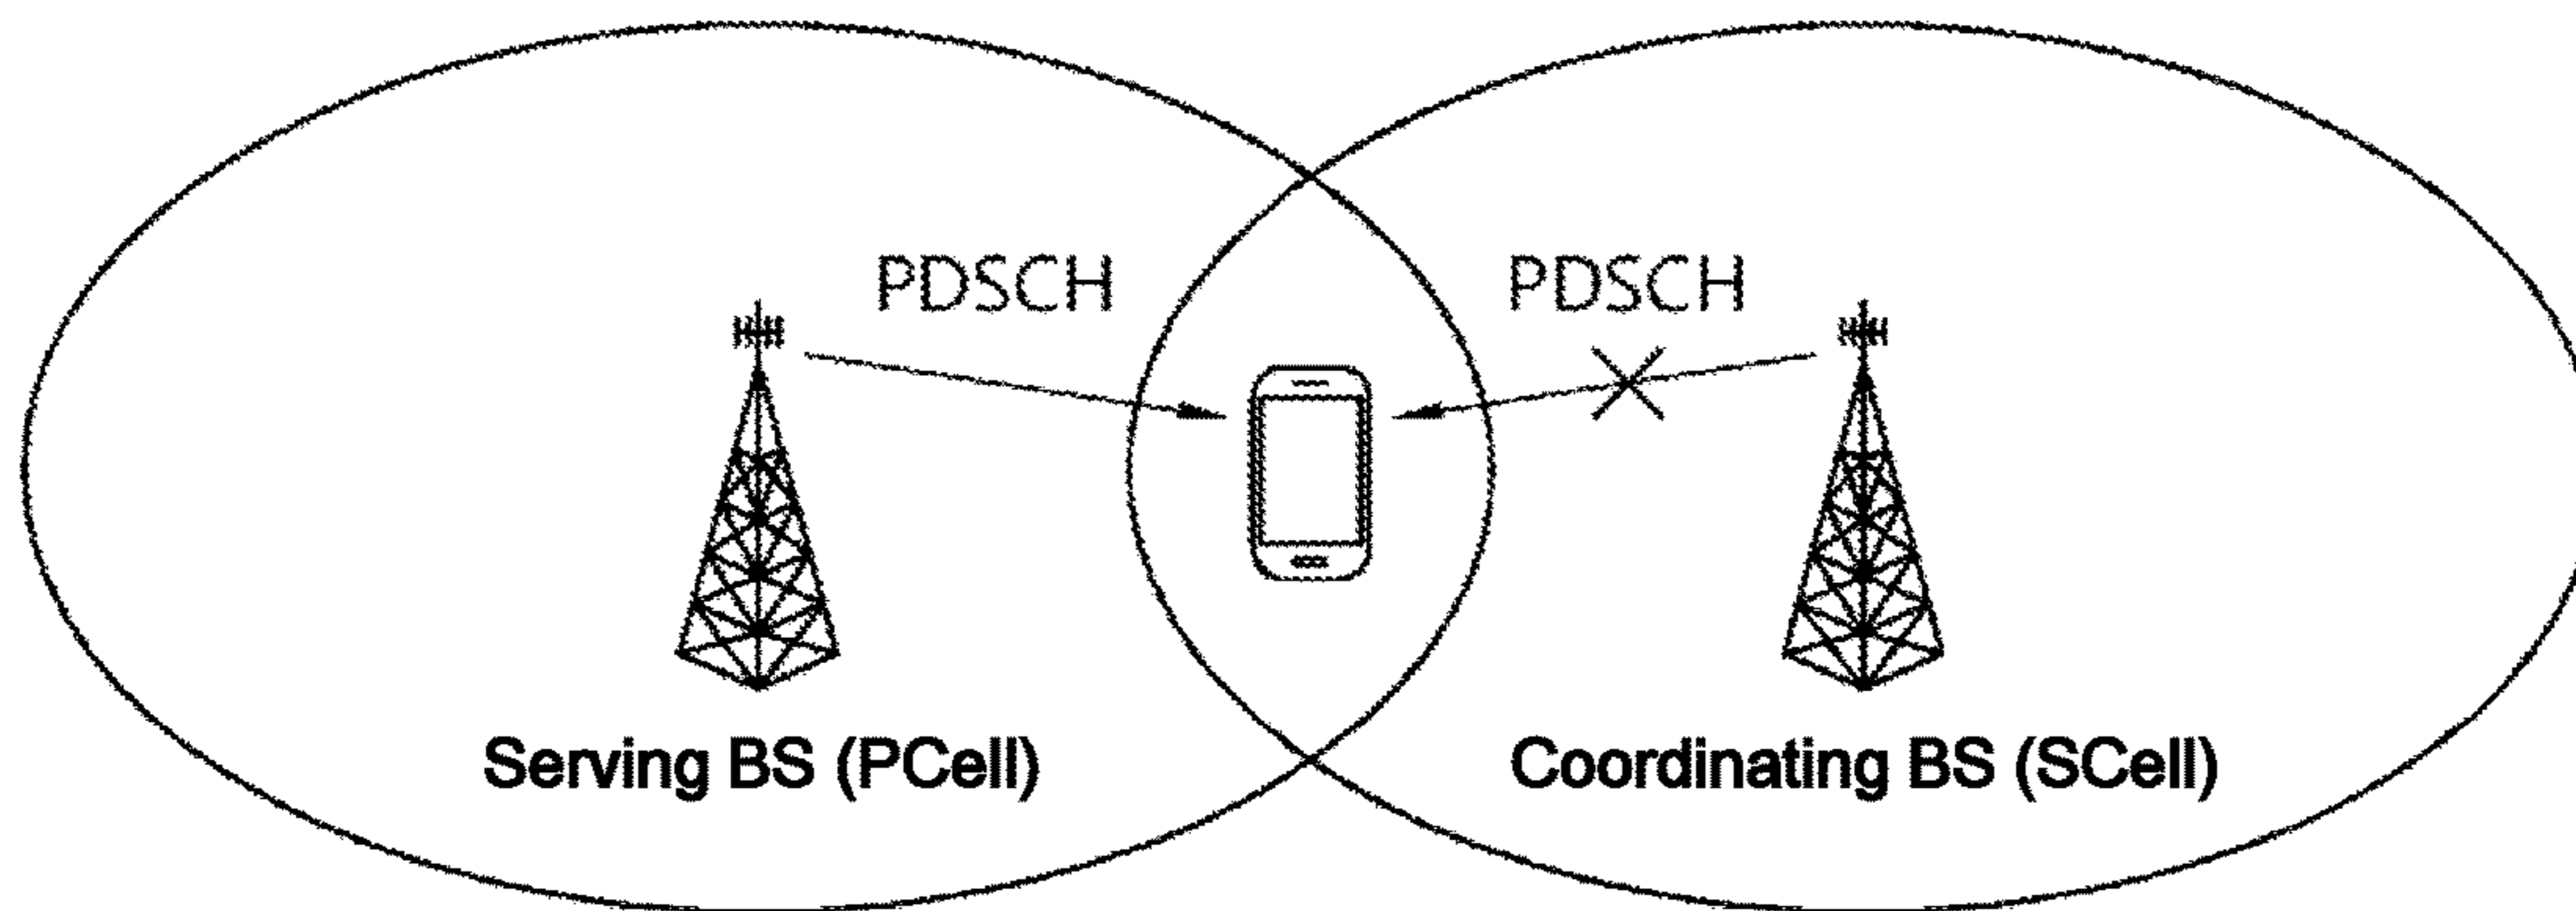 PDSCH
PDSCH
Serving BS (PCell)
Coordinating BS (SCell)